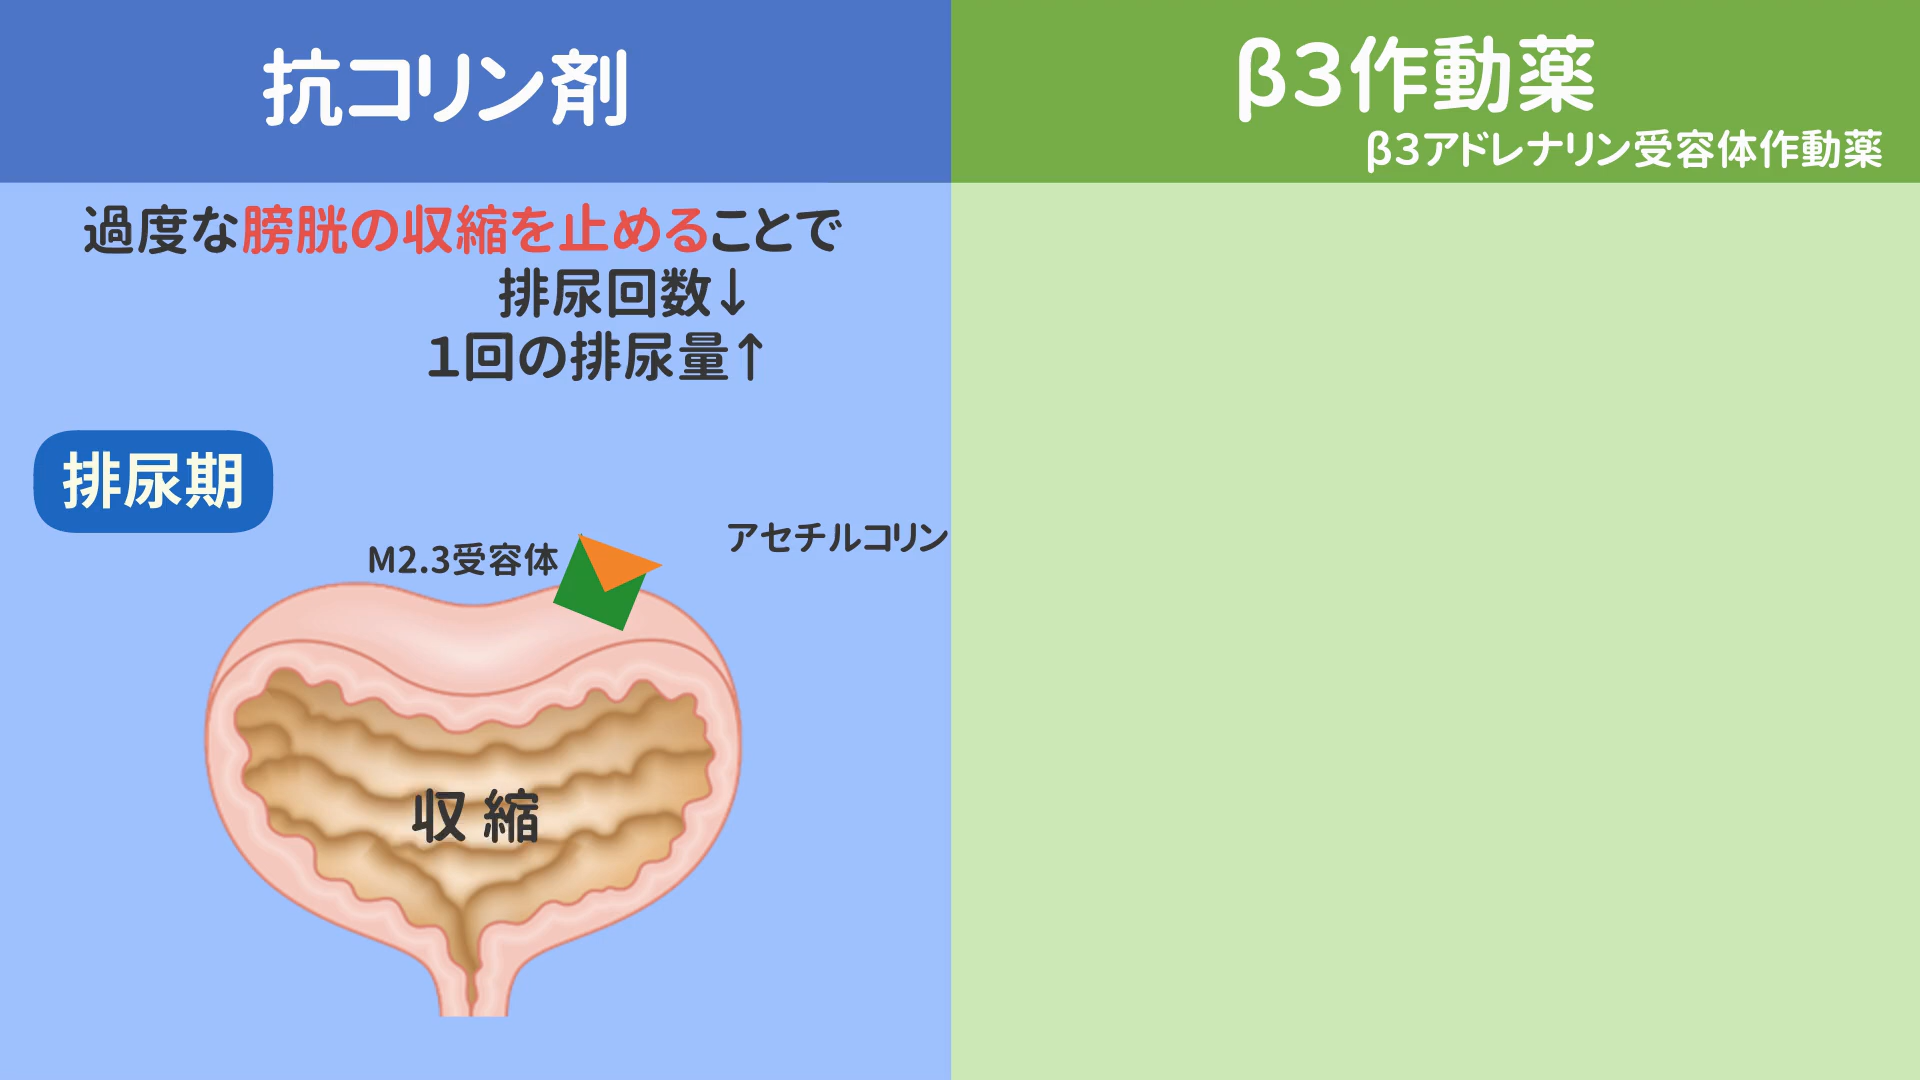 抗コリン剤
過度な膀胱の収縮を止めることで
排尿回数↓
1回の排尿量↑
排尿期
M2.3受容体
アセチルコリン
収縮
β3作動薬
β3アドレナリン受容体作動薬